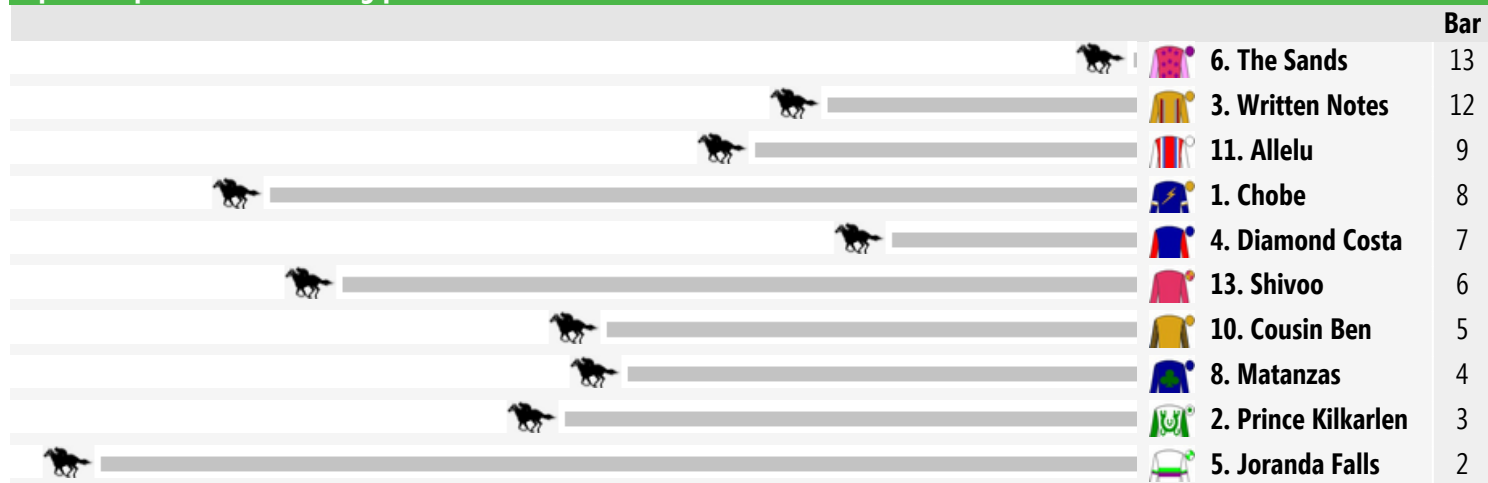 Bar
6. The Sands 13
3. Written Notes 12
11. Allelu 9
1. Chobe 8
4. Diamond Costa 7
13. Shivoo 6
10. Cousin Ben 5
8. Matanzas 4
2. Prince Kilkarlen 3
5. Joranda Falls 2